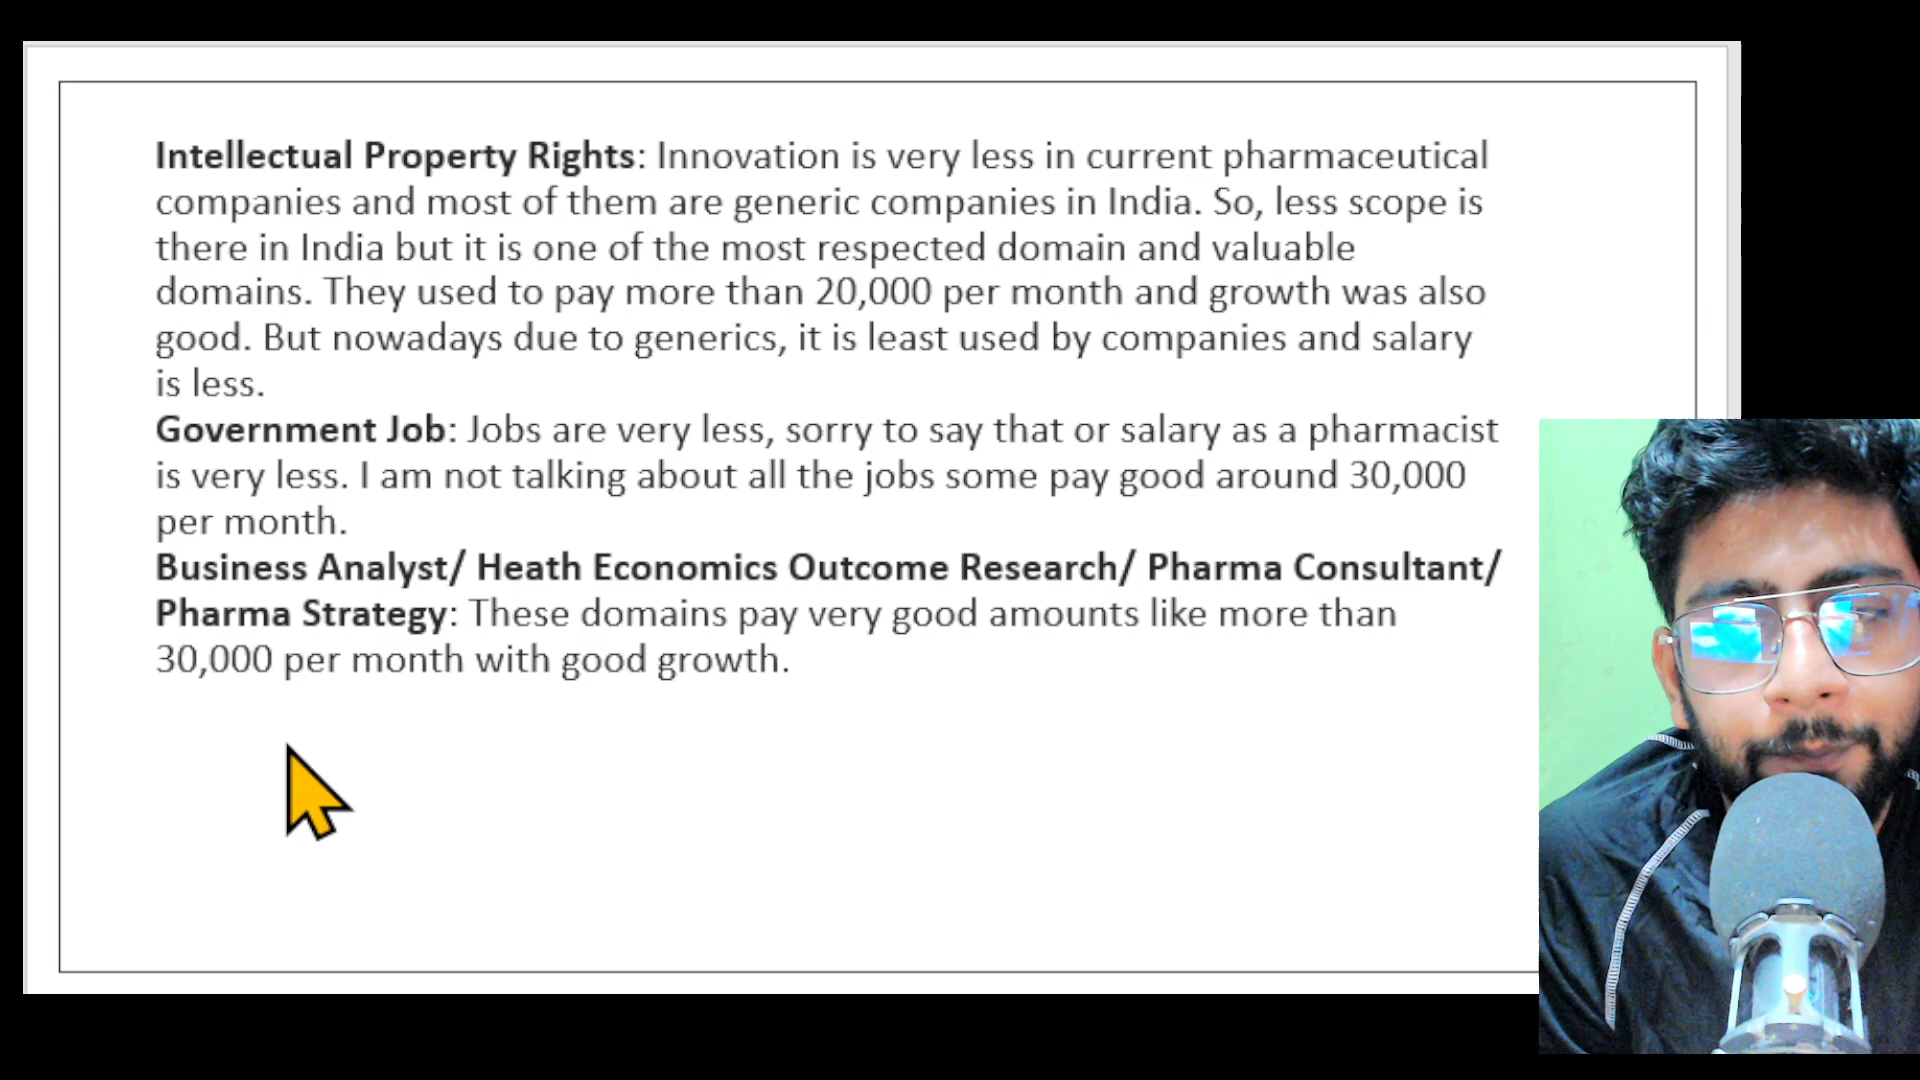 Intellectual Property Rights: Innovation is very less in current pharmaceutical
companies and most of them are generic companies in India. So, less scope is
there in India but it is one of the most respected domain and valuable
domains. They used to pay more than 20,000 per month and growth was also
good. But nowadays due to generics, it is least used by companies and salary
is less.
Government Job: Jobs are very less, sorry to say that or salary as a pharmacist
is very less. I am not talking about all the jobs some pay good around 30,000
per month.
Business Analyst/ Heath Economics Outcome Research/ Pharma Consultant/
Pharma Strategy: These domains pay very good amounts like more than
30,000 per month with good growth.